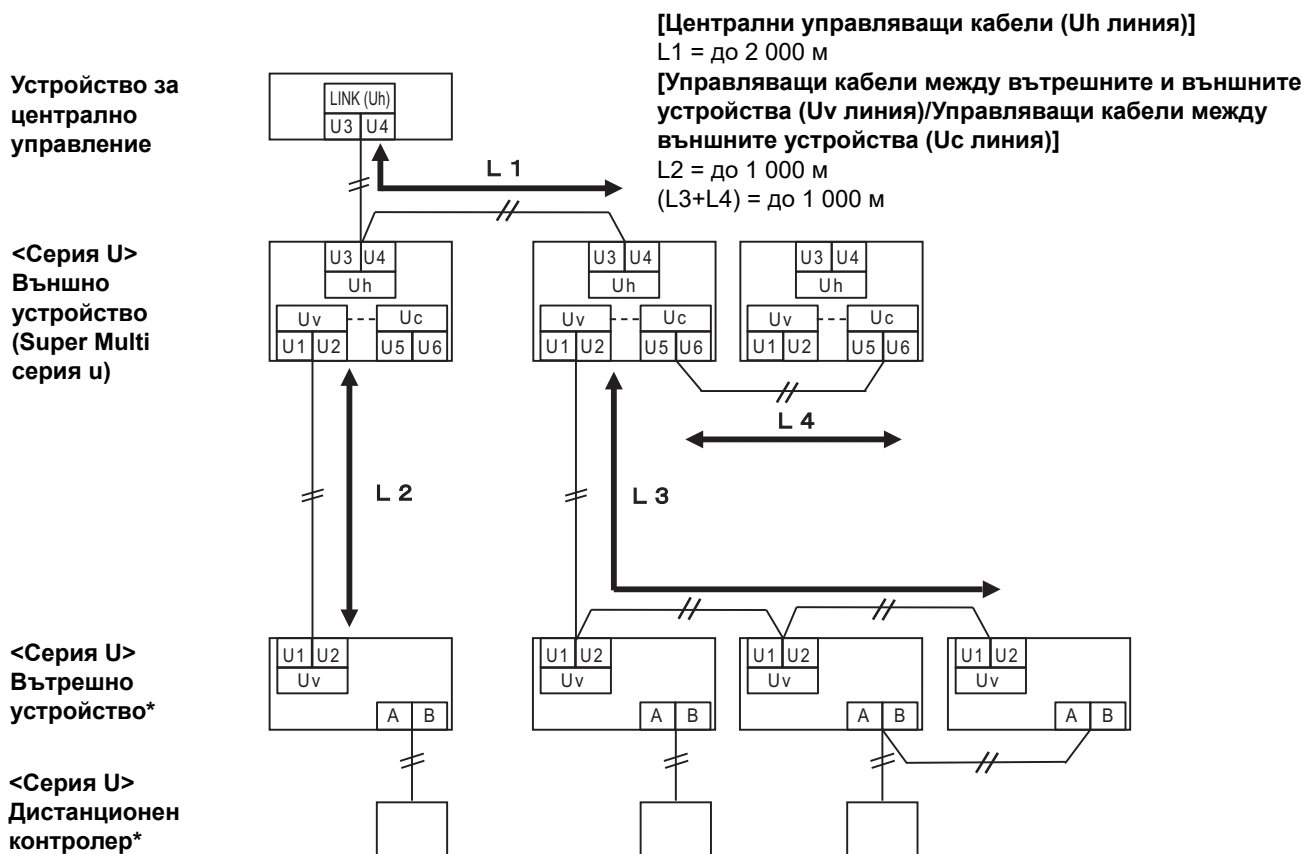 [Централни управляващи кабели (Uh линия)]
L1 = до 2 000 м
[Управляващи кабели между вътрешните и външните
устройства (Uv линия)/Управляващи кабели между
външните устройства (Uc линия)]
L2 = до 1 000 м
(L3+L4) = до 1 000 м
Устройство за
централно
управление
LINK (Uh)
U3 U4
L 1
<Серия U>
Външно
устройство
(Super Multi
серия u)
U3 U4
Uh
Uv Uc
U1 U2 U5 U6
U3 U4
Uh
Uv Uc
U1 U2 U5 U6
U3 U4
Uh
Uv Uc
U1 U2 U5 U6
L 4
L 2
L 3
<Серия U>
Вътрешно
устройство*
U1 U2
Uv
A B
U1 U2
Uv
A B
U1 U2
Uv
A B
U1 U2
Uv
A B
<Серия U>
Дистанционен
контролер*